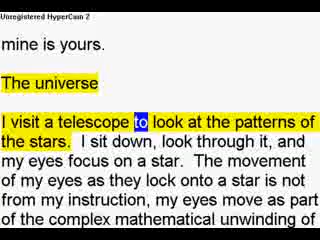 Unregistered HyperCam 2
mine is yours.
The universe
I visit a telescope to look at the patterns of
the stars.  I sit down, look through it, and
my eyes focus on a star.  The movement
of my eyes as they lock onto a star is not
from my instruction, my eyes move as part
of the complex mathematical unwinding of